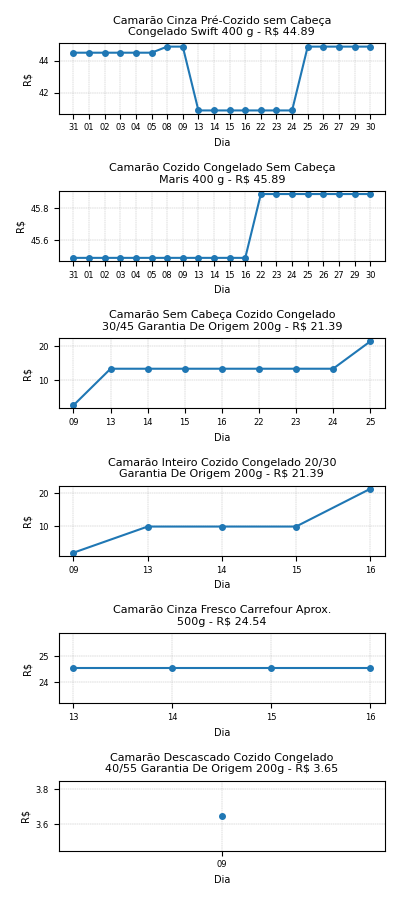 Camarão Cinza Pré-Cozido sem Cabeça
Congelado Swift 400 g - R$ 44.89
R$
44
42
31 01 02 03 04 05 08 09 13 14 15 16 22 23 24 25 26 27 29 30
Dia
Camarão Cozido Congelado Sem Cabeça
Maris 400 g - R$ 45.89
R$
45.8
45.6
31 01 02 03 04 05 08 09 13 14 15 16 22 23 24 25 26 27 29 30
Dia
Camarão Sem Cabeça Cozido Congelado
30/45 Garantia De Origem 200g - R$ 21.39
R$
20
10
09 13 14 15 16 22 23 24 25
Dia
Camarão Inteiro Cozido Congelado 20/30
Garantia De Origem 200g - R$ 21.39
R$
20
10
09 13 14 15 16
Dia
Camarão Cinza Fresco Carrefour Aprox.
500g - R$ 24.54
R$
25
24
13 14 15 16
Dia
Camarão Descascado Cozido Congelado
40/55 Garantia De Origem 200g - R$ 3.65
R$
3.8
3.6
09
Dia